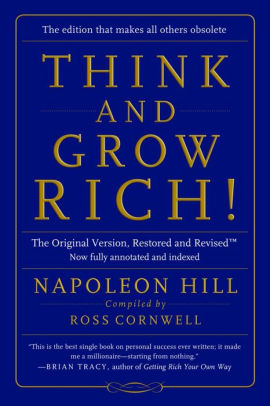 The edition that makes all others obsolete
THINK
AND
GROW
RICH!
The Original Version, Restored and Revised™
Now fully annotated and indexed
NAPOLEON HILL
Compiled by
ROSS CORNWELL
"This is the best single book on personal success ever written; it made
me a millionaire—starting from nothing."
—BRIAN TRACY, author of Getting Rich Your Own Way